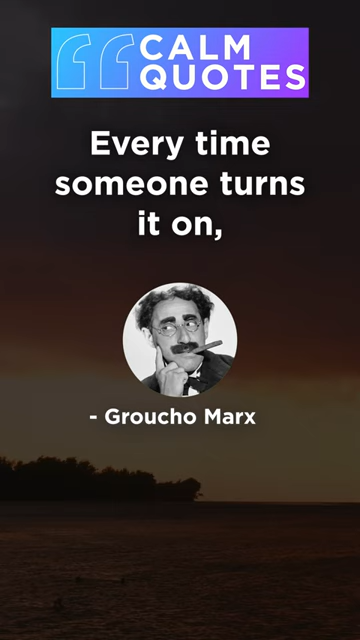 CALM
QUOTES
Every time
someone turns
it on,
- Groucho Marx